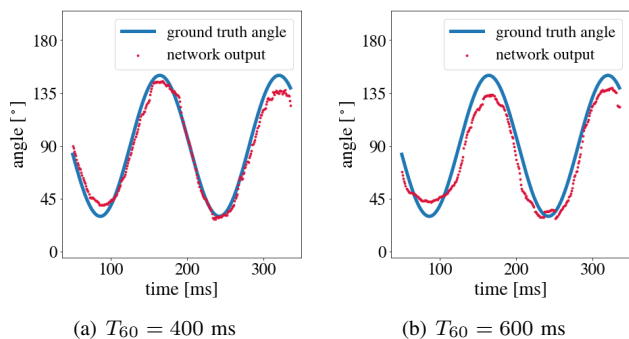 180
135
90
45
0
angle [°]
ground truth angle
network output
100
200
300
time [ms]
(a) T60 = 400 ms
180
135
90
45
0
angle [°]
ground truth angle
network output
100
200
300
time [ms]
(b) T60 = 600 ms